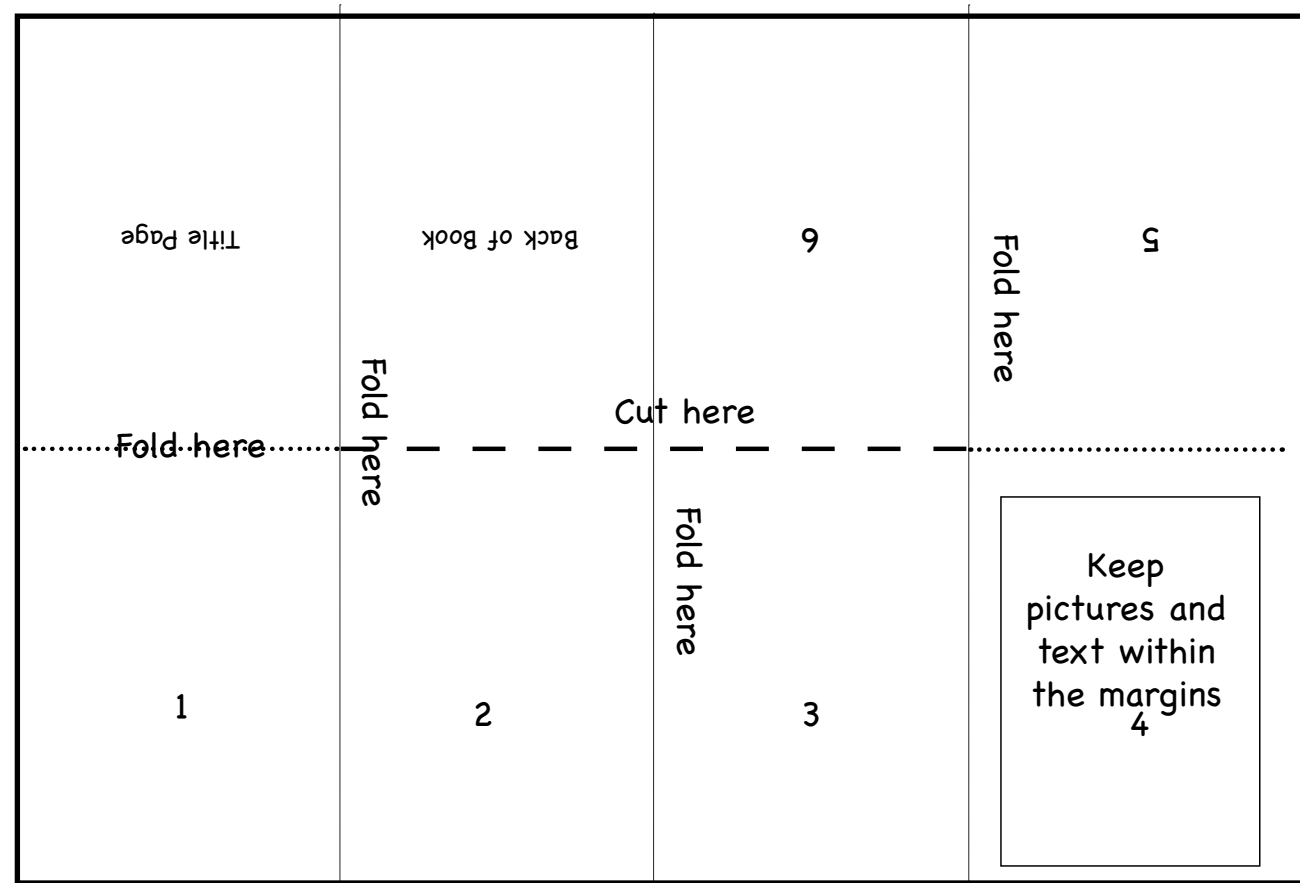 Title Page
Back of Book
6
5
Fold here
Fold here
Cut here
Fold here
Fold here
Keep
pictures and
text within
the margins
1
2
3
4